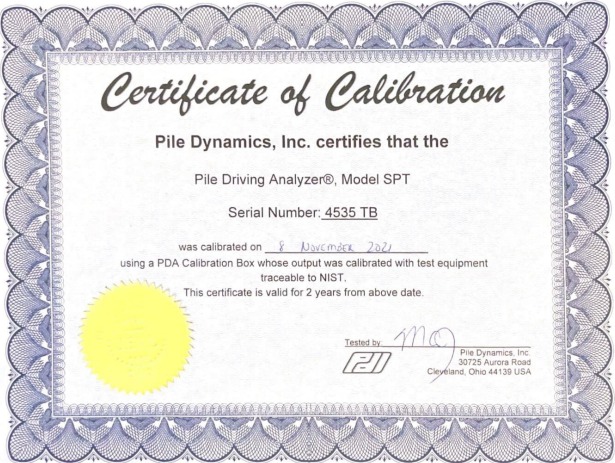 Certificate of Calibration
Pile Dynamics, Inc. certifies that the
Pile Driving Analyzer®, Model SPT
Serial Number: 4535 TB
was calibrated on 8 November 2021
using a PDA Calibration Box whose output was calibrated with test equipment
traceable to NIST.
This certificate is valid for 2 years from above date.
Tested by:
PDI
Pile Dynamics, Inc.
30725 Aurora Road
Cleveland, Ohio 44139 USA